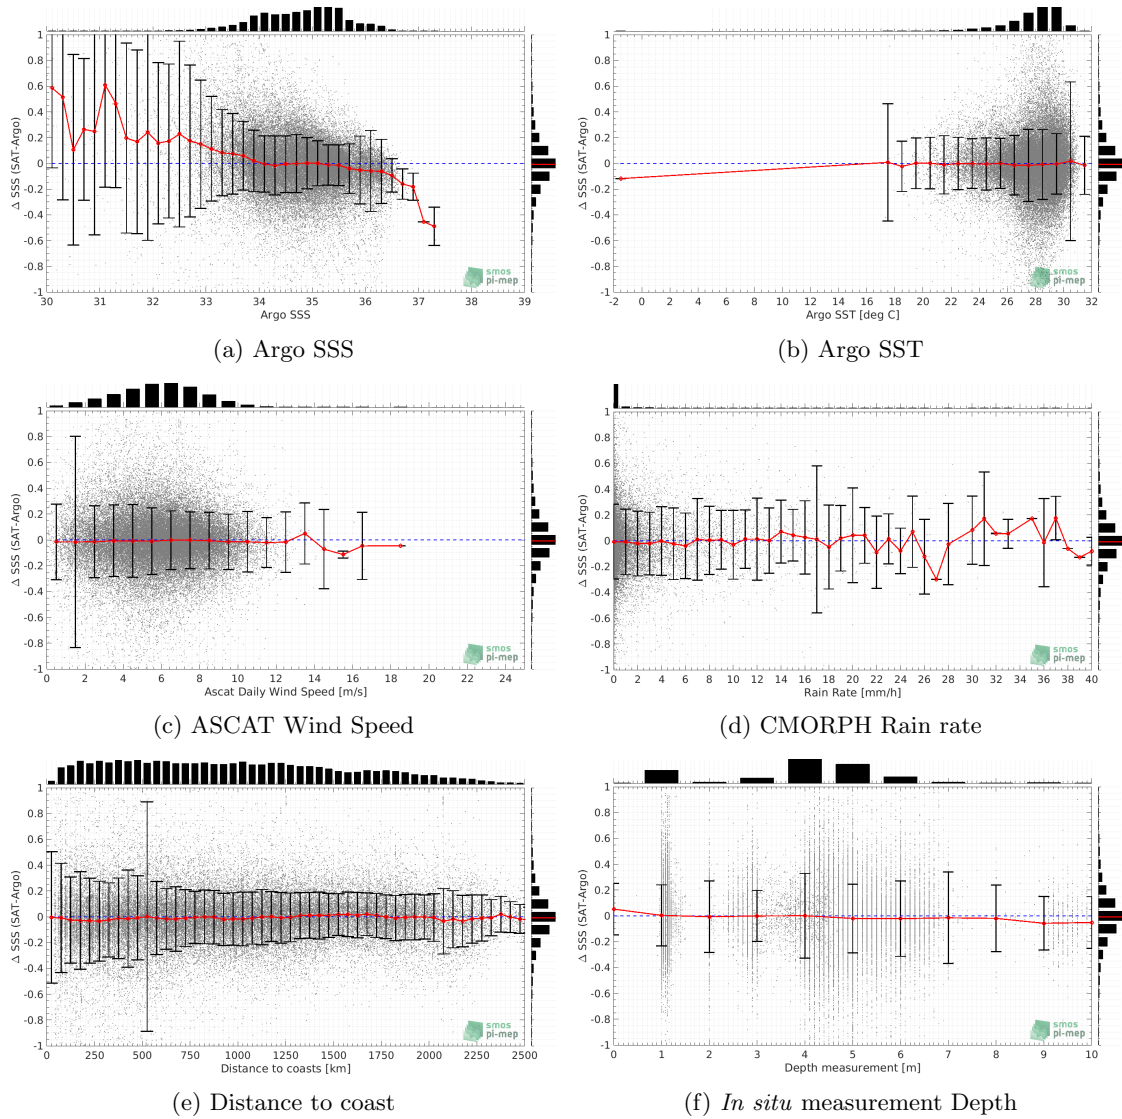 1
0.8
0.6
0.4
0.2
0
-0.2
-0.4
-0.6
-0.8
-1
Δ SSS (SAT-Argo)
30 31 32 33 34 35 36 37 38 39
Argo SSS
smos
pi-mep
(a) Argo SSS
1
0.8
0.6
0.4
0.2
0
-0.2
-0.4
-0.6
-0.8
-1
Δ SSS (SAT-Argo)
-2 0 2 4 6 8 10 12 14 16 18 20 22 24 26 28 30 32
Argo SST [deg C]
smos
pi-mep
(b) Argo SST
1
0.8
0.6
0.4
0.2
0
-0.2
-0.4
-0.6
-0.8
-1
Δ SSS (SAT-Argo)
0 2 4 6 8 10 12 14 16 18 20 22 24
Ascat Daily Wind Speed [m/s]
smos
pi-mep
(c) ASCAT Wind Speed
1
0.8
0.6
0.4
0.2
0
-0.2
-0.4
-0.6
-0.8
-1
Δ SSS (SAT-Argo)
0 2 4 6 8 10 12 14 16 18 20 22 24 26 28 30 32 34 36 38 40
Rain Rate [mm/h]
smos
pi-mep
(d) CMORPH Rain rate
1
0.8
0.6
0.4
0.2
0
-0.2
-0.4
-0.6
-0.8
-1
Δ SSS (SAT-Argo)
0 250 500 750 1000 1250 1500 1750 2000 2250 2500
Distance to coasts [km]
smos
pi-mep
(e) Distance to coast
1
0.8
0.6
0.4
0.2
0
-0.2
-0.4
-0.6
-0.8
-1
Δ SSS (SAT-Argo)
0 1 2 3 4 5 6 7 8 9 10
Depth measurement [m]
smos
pi-mep
(f) In situ measurement Depth